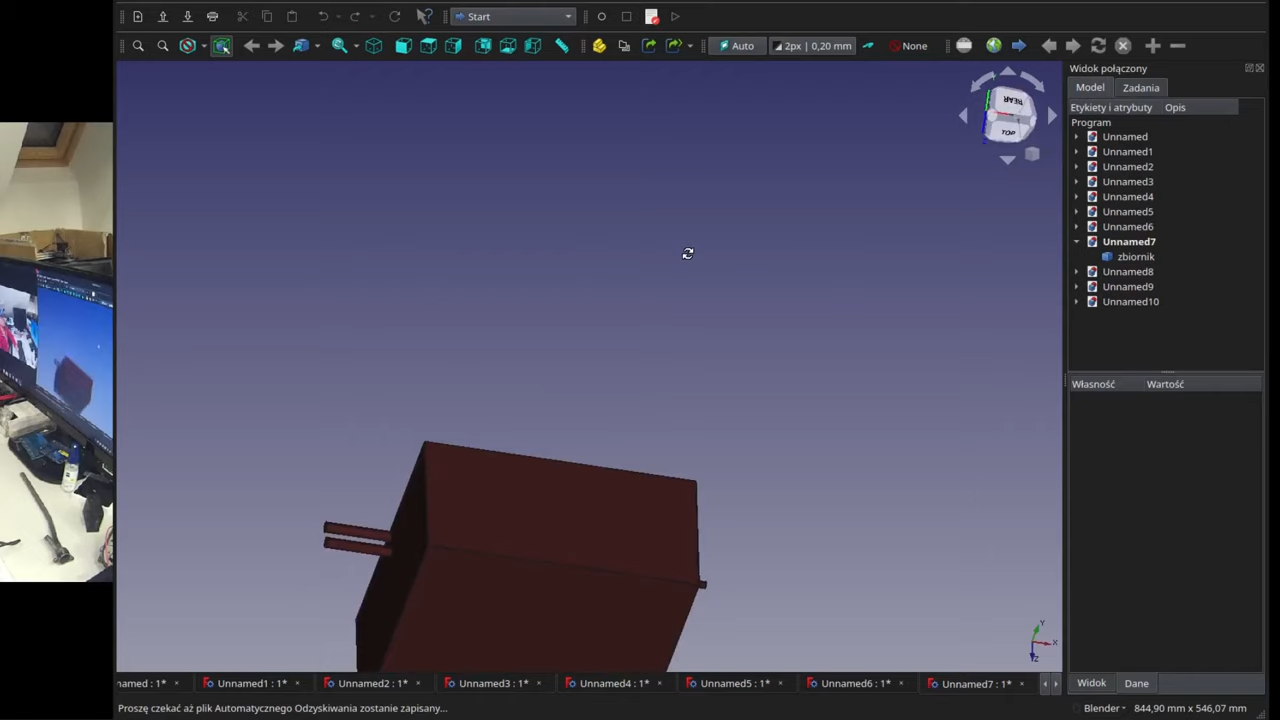 Start
Auto
2px | 0,20 mm
None
REAR
TOP
Widok połączony
Model
Zadania
Etykiety i atrybuty
Opis
Program
Unnamed
Unnamed1
Unnamed2
Unnamed3
Unnamed4
Unnamed5
Unnamed6
Unnamed7
zbiornik
Unnamed8
Unnamed9
Unnamed10
Własność
Wartość
Y
X
Z
named : 1*
Unnamed1 : 1*
Unnamed2 : 1*
Unnamed3 : 1*
Unnamed4 : 1*
Unnamed5 : 1*
Unnamed6 : 1*
Unnamed7 : 1*
Widok
Dane
Proszę czekać aż plik Automatycznego Odzyskiwania zostanie zapisany...
Blender
844,90 mm x 546,07 mm